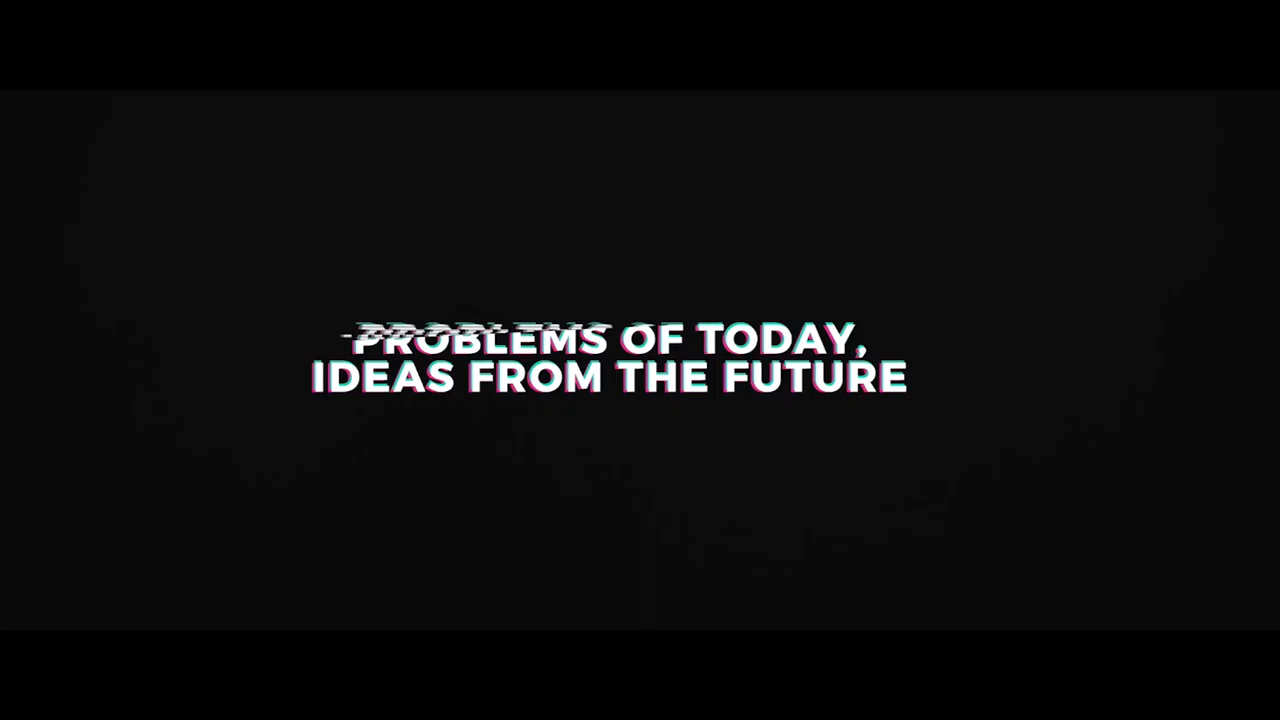 PROBLEMS OF TODAY,
IDEAS FROM THE FUTURE